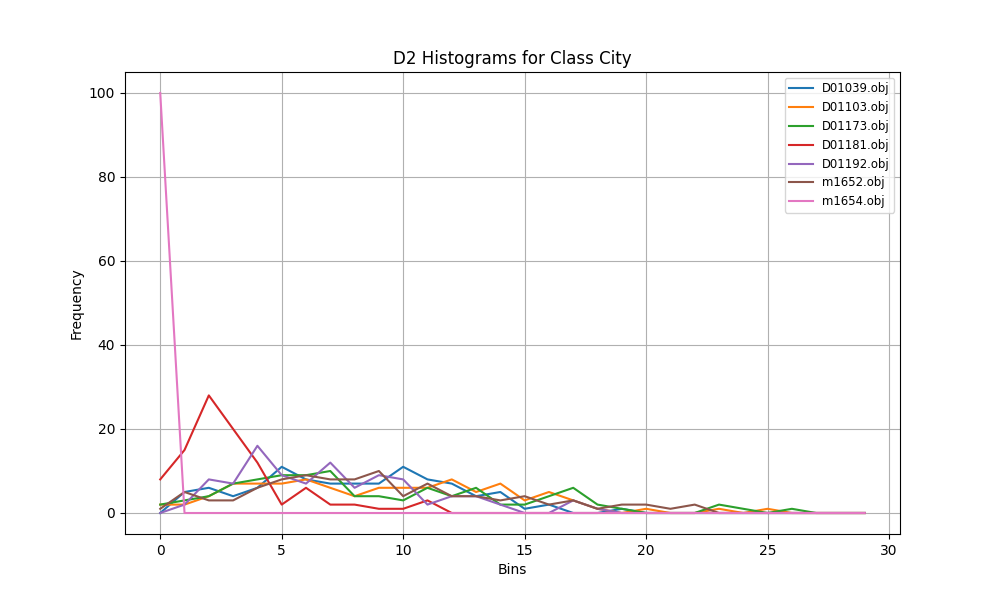 D2 Histograms for Class City
Frequency
100
80
60
40
20
0
0 5 10 15 20 25 30
Bins
D01039.obj
D01103.obj
D01173.obj
D01181.obj
D01192.obj
m1652.obj
m1654.obj